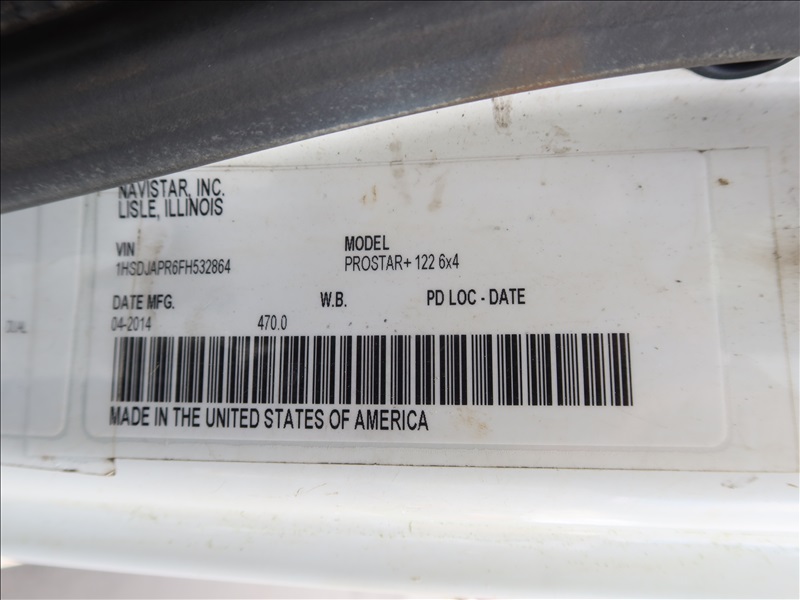 NAVISTAR, INC.
LISLE, ILLINOIS
VIN
1HSDJAPR6FH532864
MODEL
PROSTAR+ 122 6x4
DATE MFG.
04-2014
W.B.
470.0
PD LOC - DATE
MADE IN THE UNITED STATES OF AMERICA
DUAL